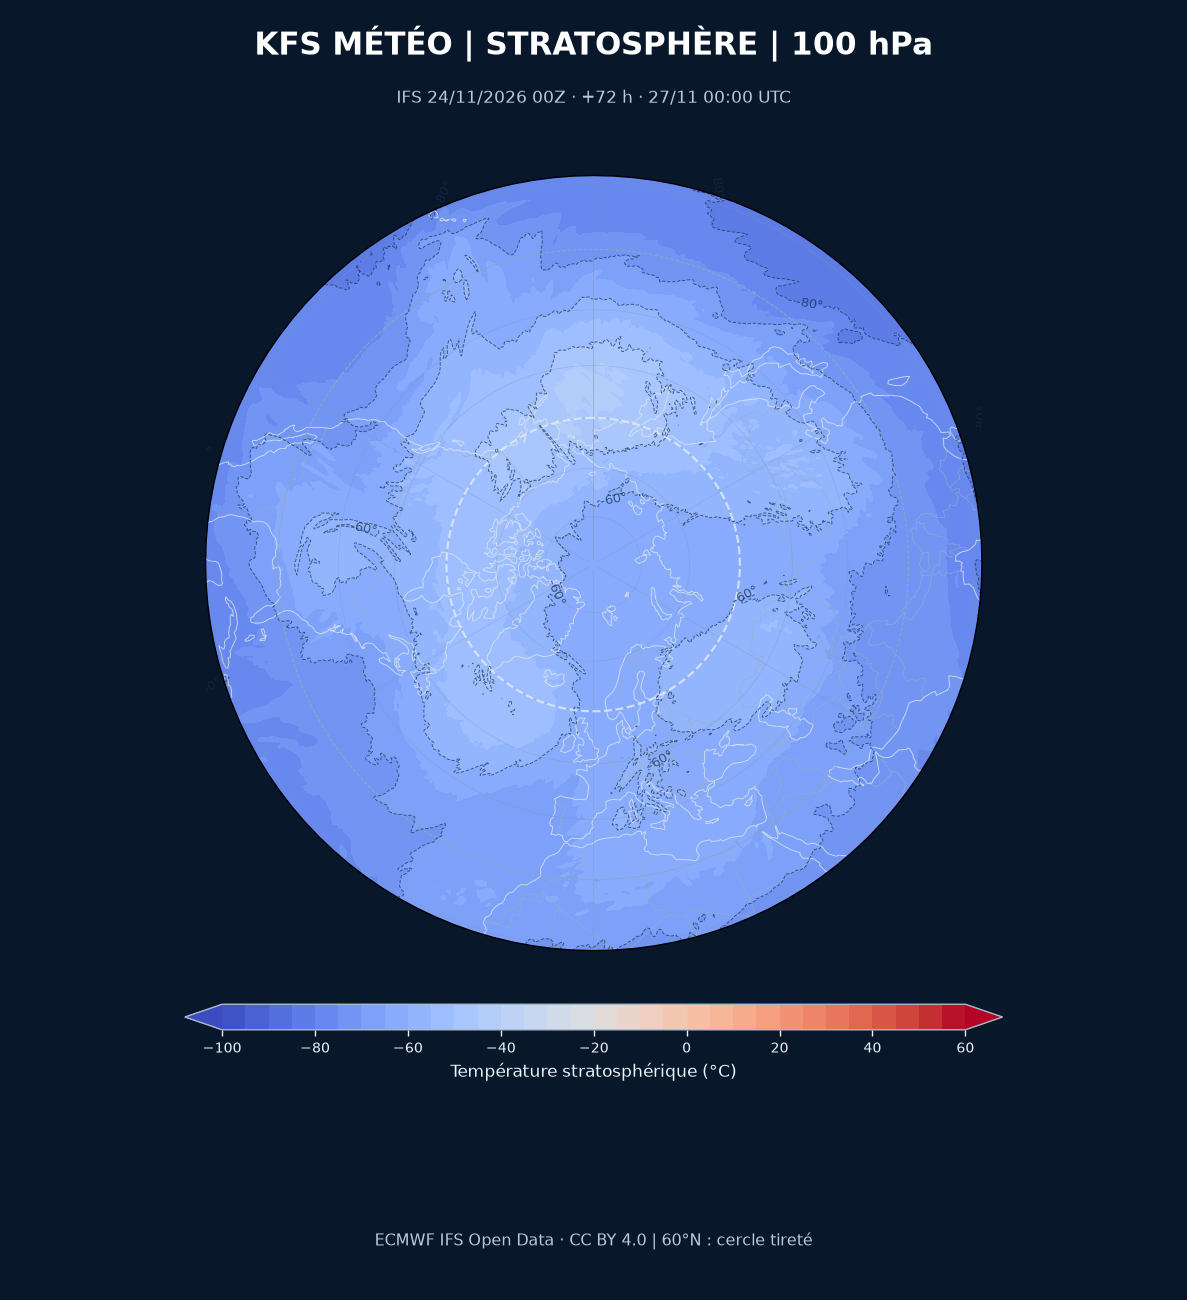 KFS MÉTÉO | STRATOSPHÈRE | 100 hPa
IFS 24/11/2026 00Z · +72 h · 27/11 00:00 UTC
-80°
-60°
-60°
-60°
-60°
-60°
−100 −80 −60 −40 −20 0 20 40 60
Température stratosphérique (°C)
ECMWF IFS Open Data · CC BY 4.0 | 60°N : cercle tireté